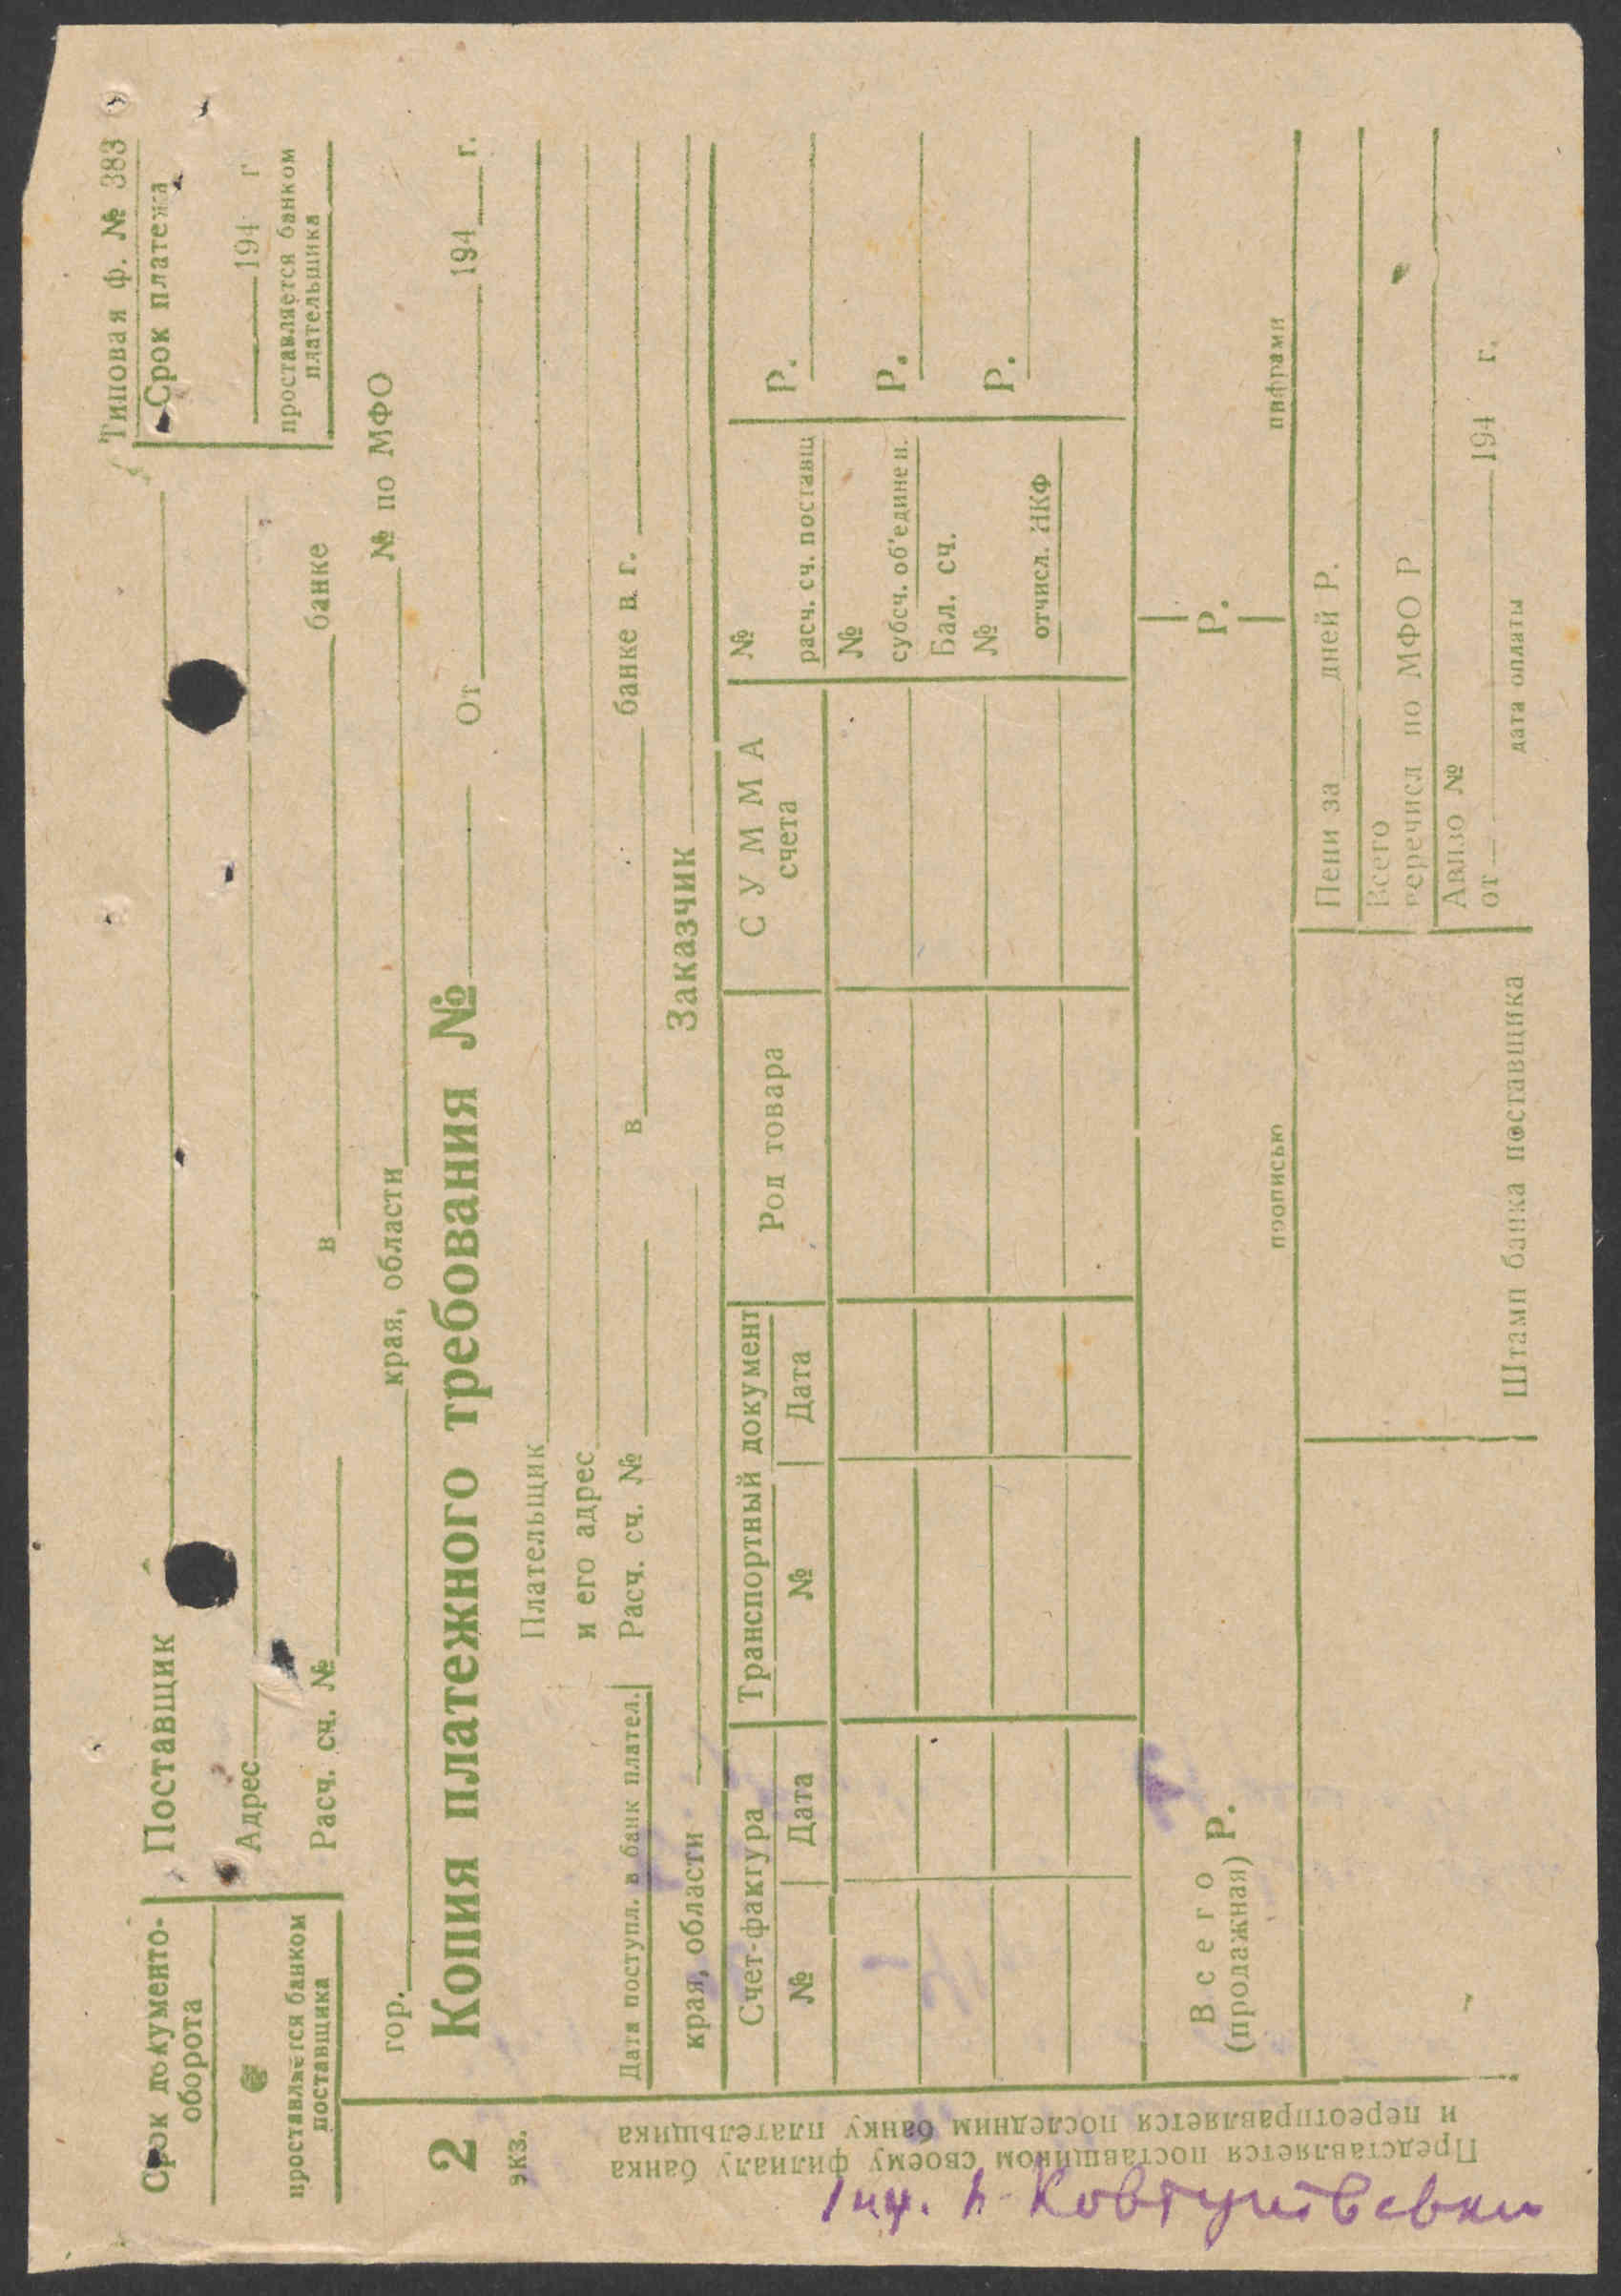 Типовая ф. № 383
Срок документо-
оборота
проставляется банком
поставщика
Поставщик
Адрес
Расч. сч. №
в
банке
Срок платежа
194 г
проставляется банком
плательщика
гор.
края, области
№ по МФО
2
экз.
Копия платежного требования №
От
194
г.
Плательщик
и его адрес
Дата поступл. в банк плател.
Расч. сч. №
в
банке в г.
края, области
Заказчик
Счет-фактура
№
Дата
Транспортный документ
№
Дата
Род товара
СУММА
счета
№
расч. сч. поставщ
Р.
№
субсч. об'един­ен.
Р.
Бал. сч.
№
отчисл. НКФ
Р.
Всего
(продажная)
Р.
прописью
Р.
цифрами
Штамп банка поставщика
Пени за
дней Р.
Всего
перечисл по МФО Р
Авизо №
от
194 г.
дата оплаты
Представляется поставщиком своему филиалу банка
и переотправляется последним банку плательщика